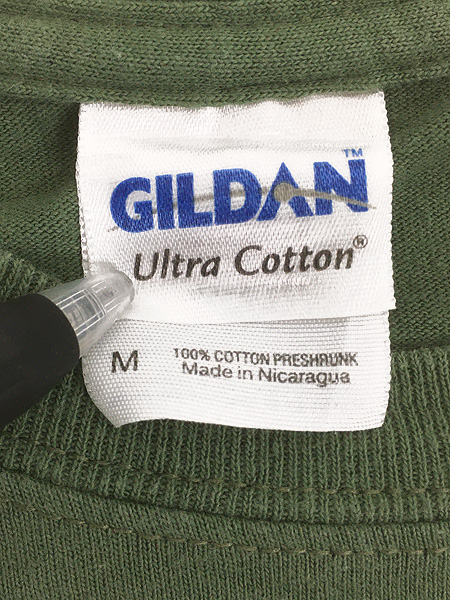 GILDAN™
Ultra Cotton®
M
100% COTTON PRESHRUNK
Made in Nicaragua